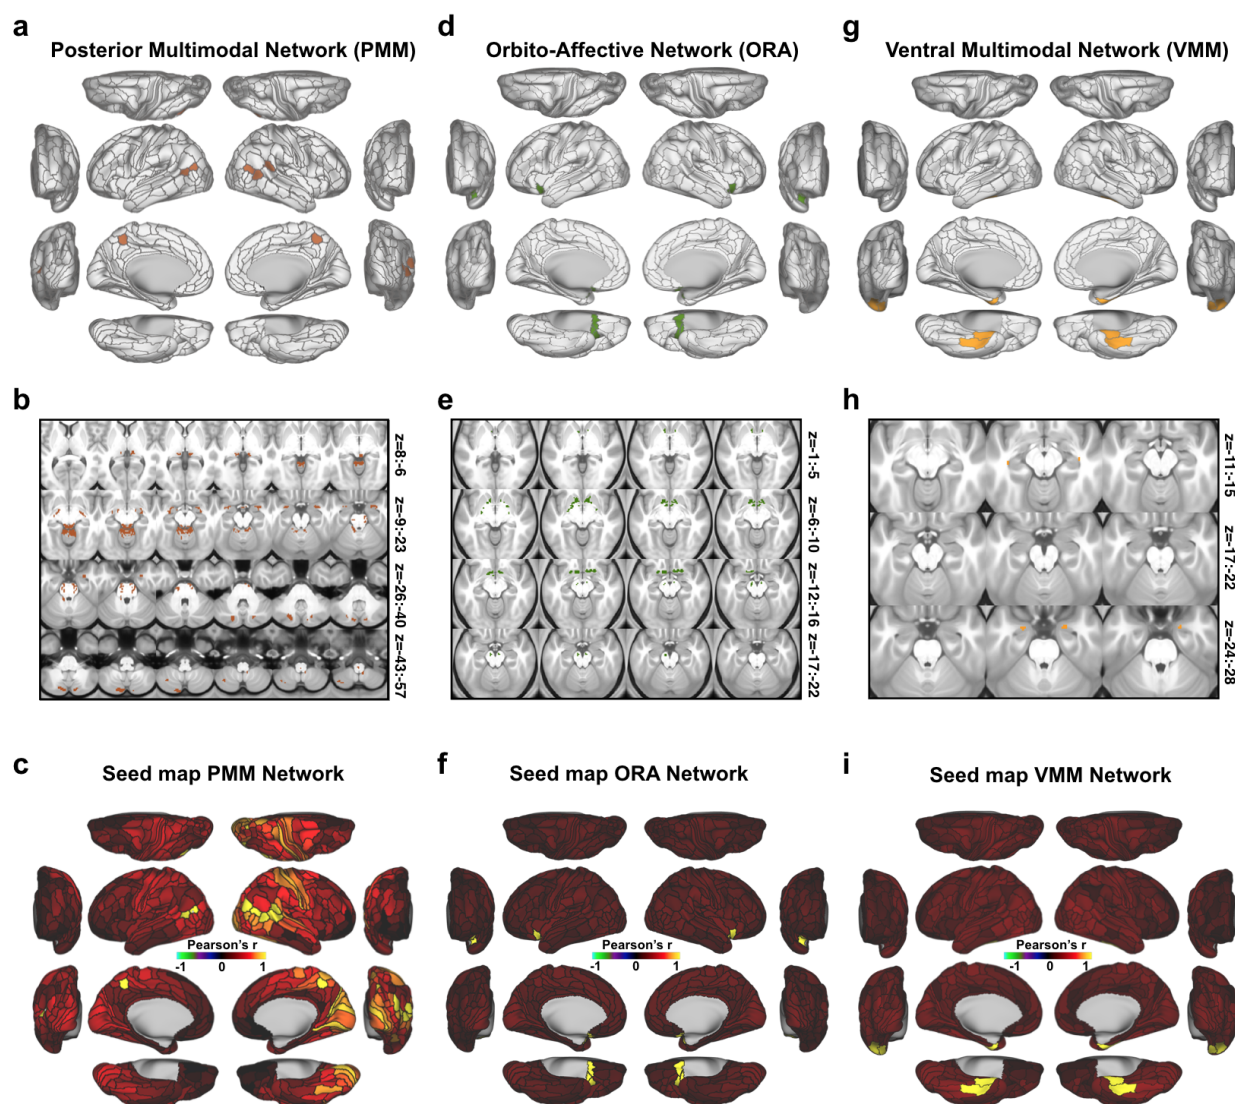 a
Posterior Multimodal Network (PMM)
d
Orbito-Affective Network (ORA)
g
Ventral Multimodal Network (VMM)
b
z=8:-6
z=-9:-23
z=-26:-40
z=-43:-57
e
z=-1:-5
z=-6:-10
z=-12:-16
z=-17:-22
h
z=-11:-15
z=-17:-22
z=-24:-28
c
Seed map PMM Network
Pearson's r
-1 0 1
f
Seed map ORA Network
Pearson's r
-1 0 1
i
Seed map VMM Network
Pearson's r
-1 0 1